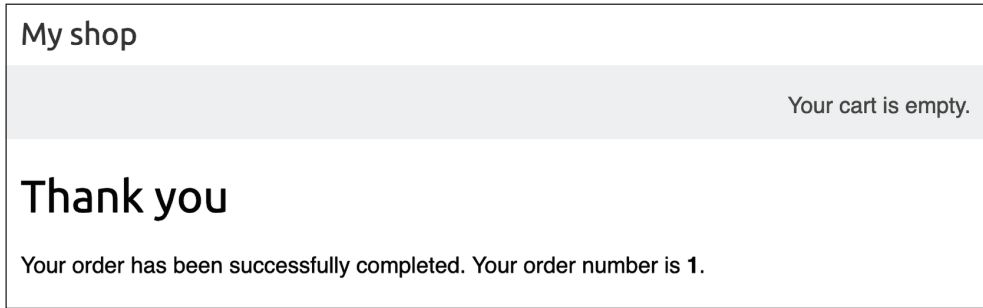 My shop
Your cart is empty.
Thank you
Your order has been successfully completed. Your order number is 1.